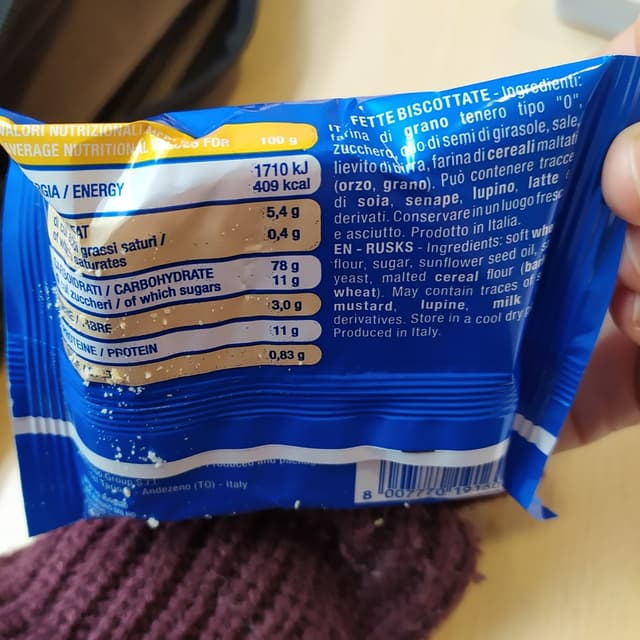 VALORI NUTRIZIONALI
AVERAGE NUTRITIONAL FOR 100 g
/ ENERGY
1710 kJ
409 kcal
FAT
5,4 g
grassi saturi /
saturates
0,4 g
/ CARBOHYDRATE
78 g
zuccheri / of which sugars
11 g
3,0 g
/ PROTEIN
11 g
0,83 g
FETTE BISCOTTATE - Ingredienti:
farina di grano tenero tipo "0",
zucchero, olio di semi di girasole, sale,
lievito di birra, farina di cereali maltati
(orzo, grano). Può contenere tracce
di soia, senape, lupino, latte e
derivati. Conservare in un luogo fresc
e asciutto. Prodotto in Italia.
EN - RUSKS - Ingredients: soft
flour, sugar, sunflower seed oil,
yeast, malted cereal flour
wheat). May contain traces of
mustard, lupine, milk
derivatives. Store in a cool dry
Produced in Italy.
Produced and
Group
Andezeno (TO) - Italy
8 007770